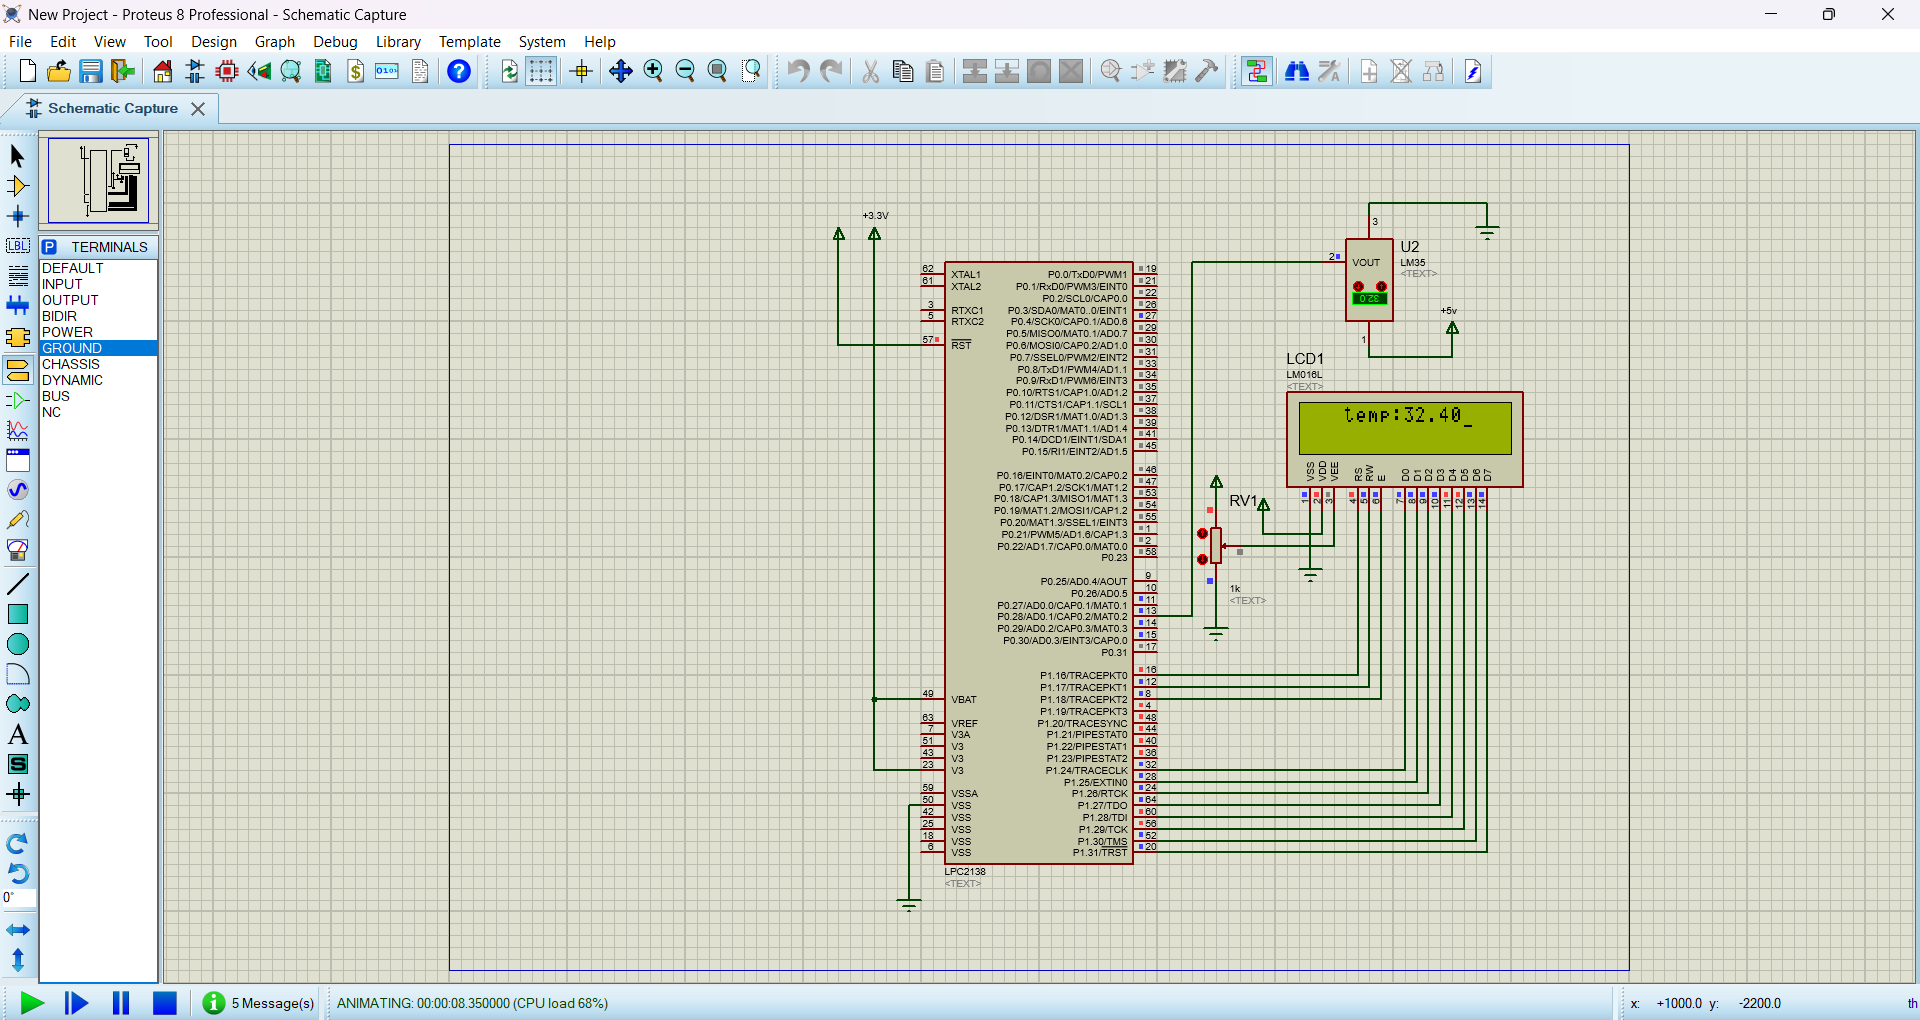 New Project - Proteus 8 Professional - Schematic Capture
File Edit View Tool Design Graph Debug Library Template System Help
Schematic Capture
P TERMINALS
DEFAULT
INPUT
OUTPUT
BIDIR
POWER
GROUND
CHASSIS
DYNAMIC
BUS
NC
LBL
A
S
0°
+3.3V
62 XTAL1
61 XTAL2
3 RTXC1
5 RTXC2
57 RST
49 VBAT
63 VREF
7 V3A
51 V3
43 V3
23 V3
59 VSSA
50 VSS
42 VSS
25 VSS
18 VSS
6 VSS
P0.0/TxD0/PWM1 19
P0.1/RxD0/PWM3/EINT0 21
P0.2/SCL0/CAP0.0 22
P0.3/SDA0/MAT0..0/EINT1 26
P0.4/SCK0/CAP0.1/AD0.6 27
P0.5/MISO0/MAT0.1/AD0.7 29
P0.6/MOSI0/CAP0.2/AD1.0 30
P0.7/SSEL0/PWM2/EINT2 31
P0.8/TxD1/PWM4/AD1.1 33
P0.9/RxD1/PWM6/EINT3 34
P0.10/RTS1/CAP1.0/AD1.2 35
P0.11/CTS1/CAP1.1/SCL1 37
P0.12/DSR1/MAT1.0/AD1.3 38
P0.13/DTR1/MAT1.1/AD1.4 39
P0.14/DCD1/EINT1/SDA1 41
P0.15/RI1/EINT2/AD1.5 45
P0.16/EINT0/MAT0.2/CAP0.2 46
P0.17/CAP1.2/SCK1/MAT1.2 47
P0.18/CAP1.3/MISO1/MAT1.3 53
P0.19/MAT1.2/MOSI1/CAP1.2 54
P0.20/MAT1.3/SSEL1/EINT3 55
P0.21/PWM5/AD1.6/CAP1.3 1
P0.22/AD1.7/CAP0.0/MAT0.0 2
P0.23 58
P0.25/AD0.4/AOUT 9
P0.26/AD0.5 10
P0.27/AD0.0/CAP0.1/MAT0.1 11
P0.28/AD0.1/CAP0.2/MAT0.2 13
P0.29/AD0.2/CAP0.3/MAT0.3 14
P0.30/AD0.3/EINT3/CAP0.0 15
P0.31 17
P1.16/TRACEPKT0 16
P1.17/TRACEPKT1 12
P1.18/TRACEPKT2 8
P1.19/TRACEPKT3 4
P1.20/TRACESYNC 48
P1.21/PIPESTAT0 44
P1.22/PIPESTAT1 40
P1.23/PIPESTAT2 36
P1.24/TRACECLK 32
P1.25/EXTIN0 28
P1.26/RTCK 24
P1.27/TDO 64
P1.28/TDI 60
P1.29/TCK 56
P1.30/TMS 52
P1.31/TRST 20
LPC2138
<TEXT>
3
2 VOUT
32.0
1
U2
LM35
<TEXT>
+5v
LCD1
LM016L
<TEXT>
temp:32.40_
VSS VDD VEE RS RW E D0 D1 D2 D3 D4 D5 D6 D7
1 2 3 4 5 6 7 8 9 10 11 12 13 14
RV1
1k
<TEXT>
5 Message(s)
ANIMATING: 00:00:08.350000 (CPU load 68%)
x: +1000.0 y: -2200.0 th